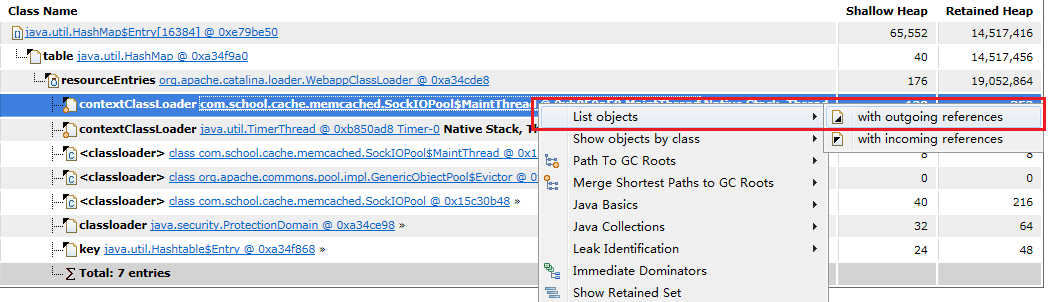 Class Name Shallow Heap Retained Heap
java.util.HashMap$Entry[16384] @ 0xe79be50 65,552 14,517,416
table java.util.HashMap @ 0xa34f9a0 40 14,517,456
resourceEntries org.apache.catalina.loader.WebappClassLoader @ 0xa34cde8 176 19,052,864
contextClassLoader com.school.cache.memcached.SockIOPool$MaintThread
List objects with outgoing references
contextClassLoader java.util.TimerThread @ 0xb850ad8 Timer-0 Native Stack, Th
Show objects by class with incoming references
<classloader> class com.school.cache.memcached.SockIOPool$MaintThread @ 0x1 8 8
Path To GC Roots
<classloader> class org.apache.commons.pool.impl.GenericObjectPool$Evictor @ 0x 0 0
Merge Shortest Paths to GC Roots
<classloader> class com.school.cache.memcached.SockIOPool @ 0x15c30b48 » 40 216
Java Basics
classloader java.security.ProtectionDomain @ 0xa34ce98 » 32 64
Java Collections
key java.util.Hashtable$Entry @ 0xa34f868 » 24 48
Leak Identification
Total: 7 entries
Immediate Dominators
Show Retained Set